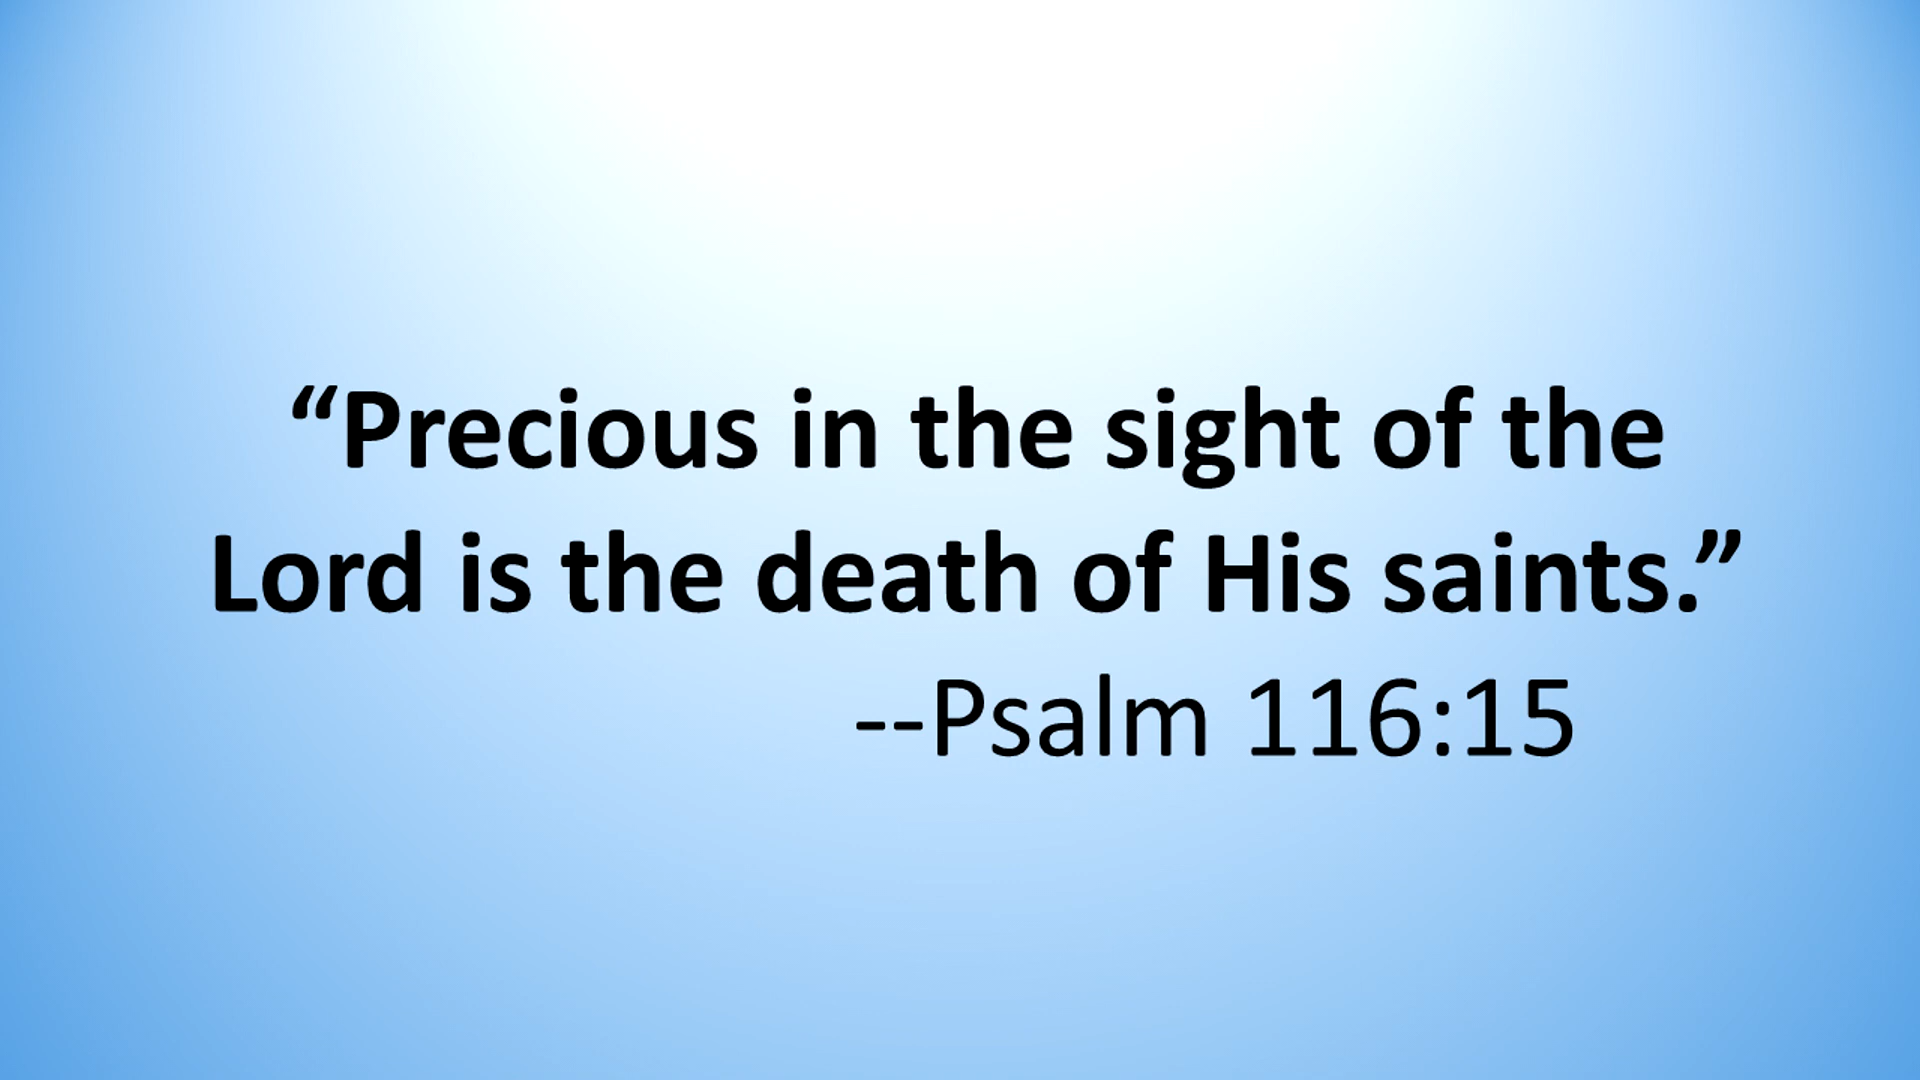 “Precious in the sight of the
Lord is the death of His saints.”
--Psalm 116:15